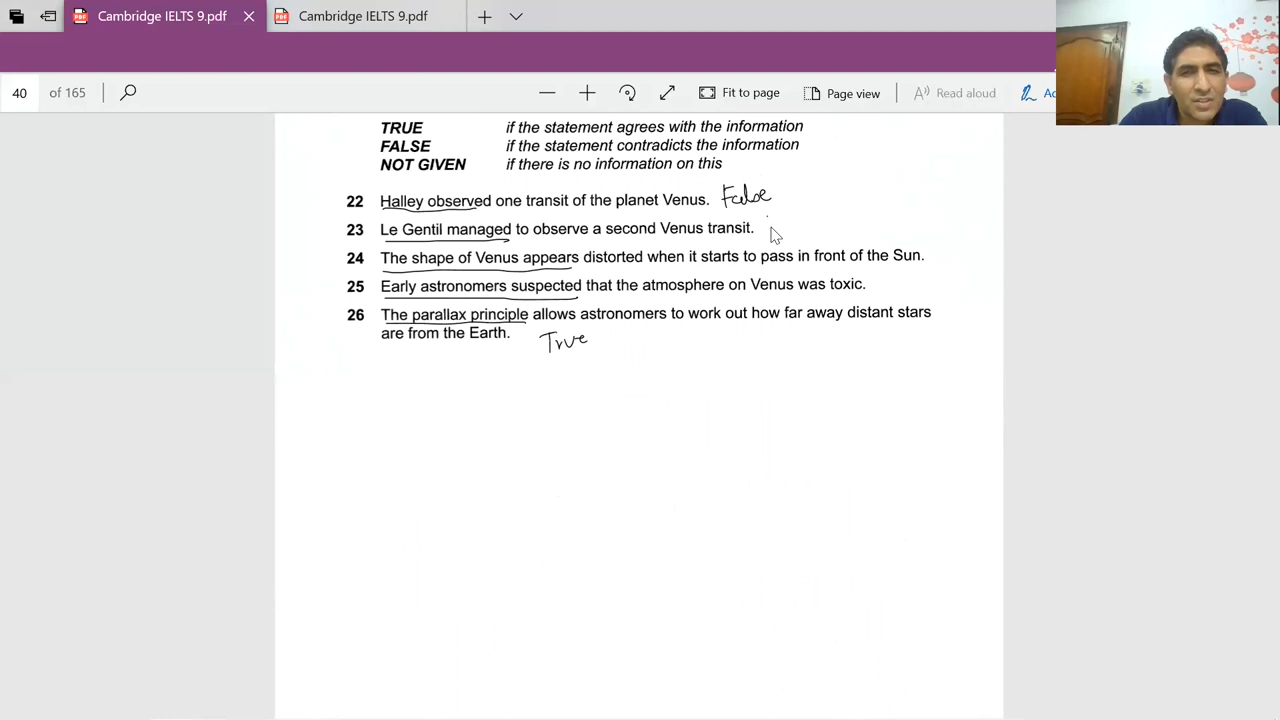 Cambridge IELTS 9.pdf
Cambridge IELTS 9.pdf
40 of 165
Fit to page
Page view
Read aloud
TRUE if the statement agrees with the information
FALSE if the statement contradicts the information
NOT GIVEN if there is no information on this
22 Halley observed one transit of the planet Venus. False
23 Le Gentil managed to observe a second Venus transit.
24 The shape of Venus appears distorted when it starts to pass in front of the Sun.
25 Early astronomers suspected that the atmosphere on Venus was toxic.
26 The parallax principle allows astronomers to work out how far away distant stars
are from the Earth. True